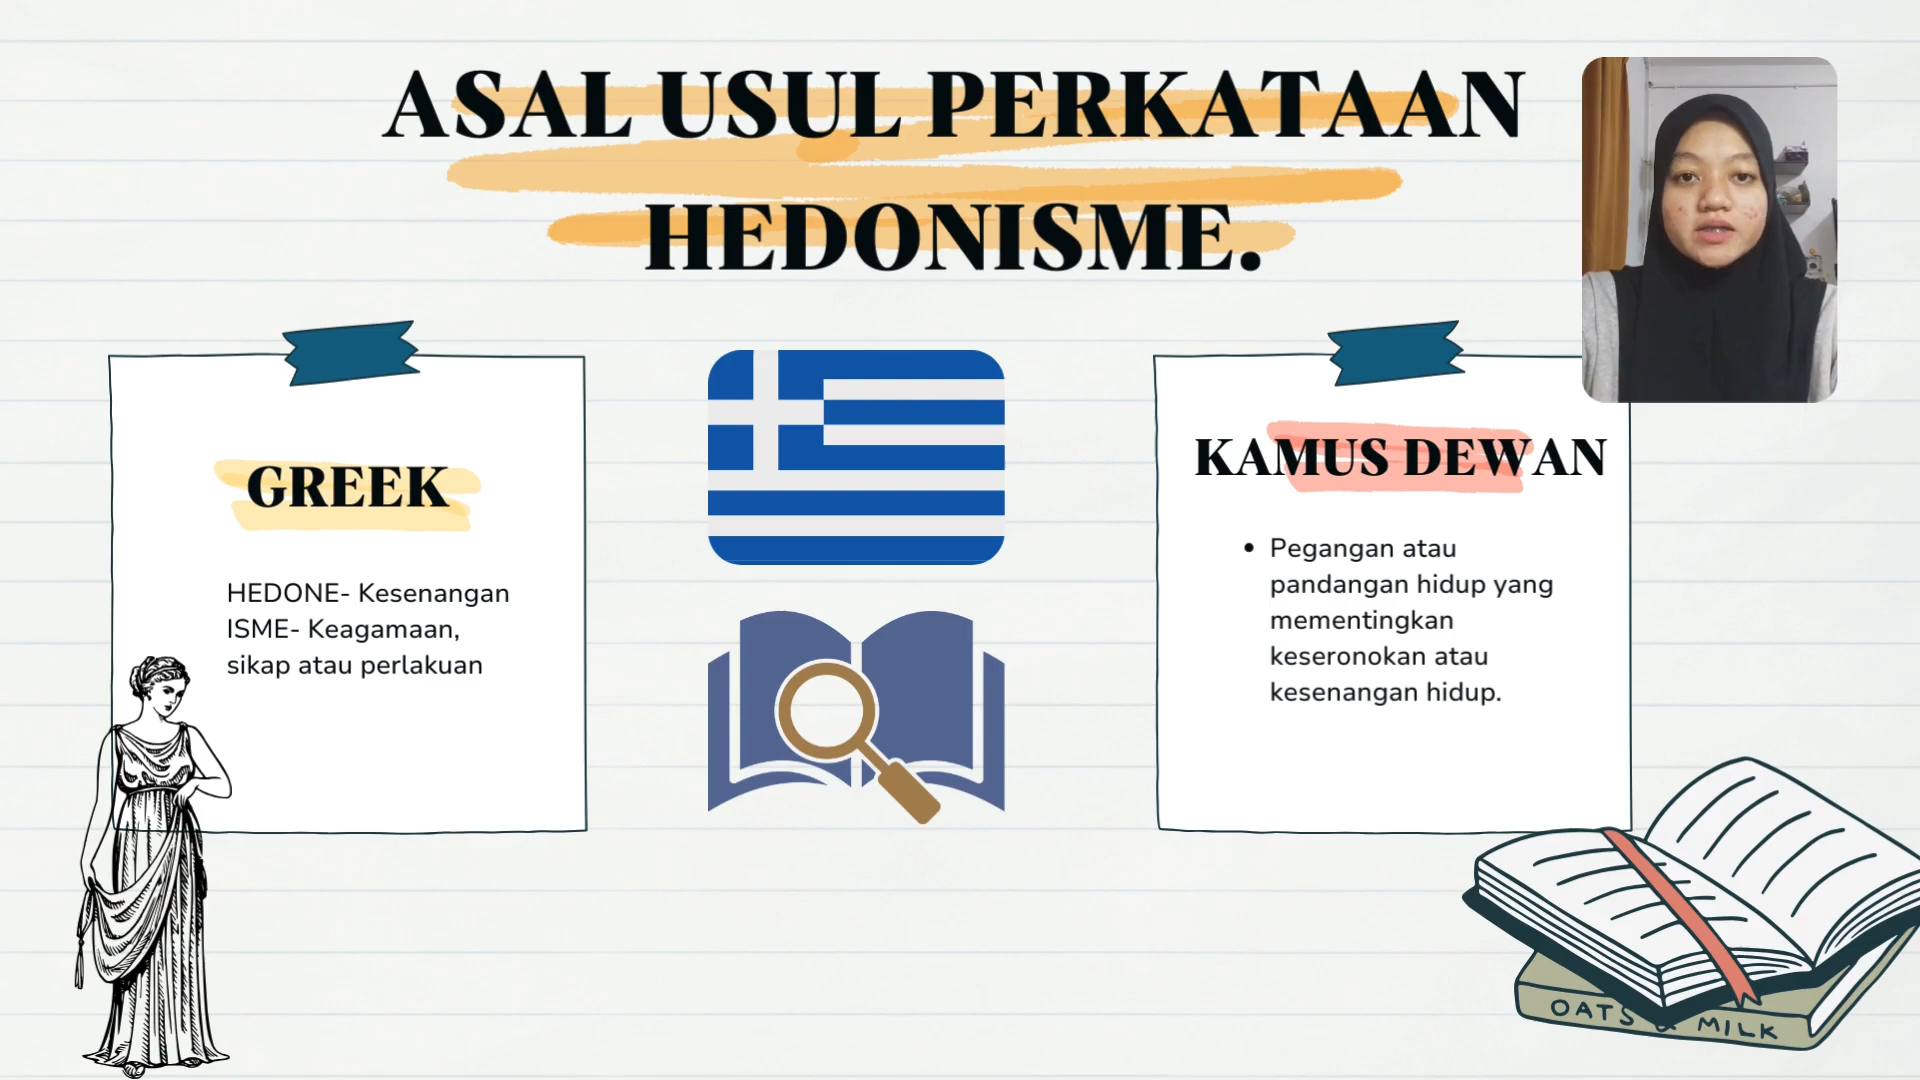 ASAL USUL PERKATAAN
HEDONISME.
GREEK
HEDONE- Kesenangan
ISME- Keagamaan,
sikap atau perlakuan
KAMUS DEWAN
• Pegangan atau
pandangan hidup yang
mementingkan
keseronokan atau
kesenangan hidup.
OATS & MILK